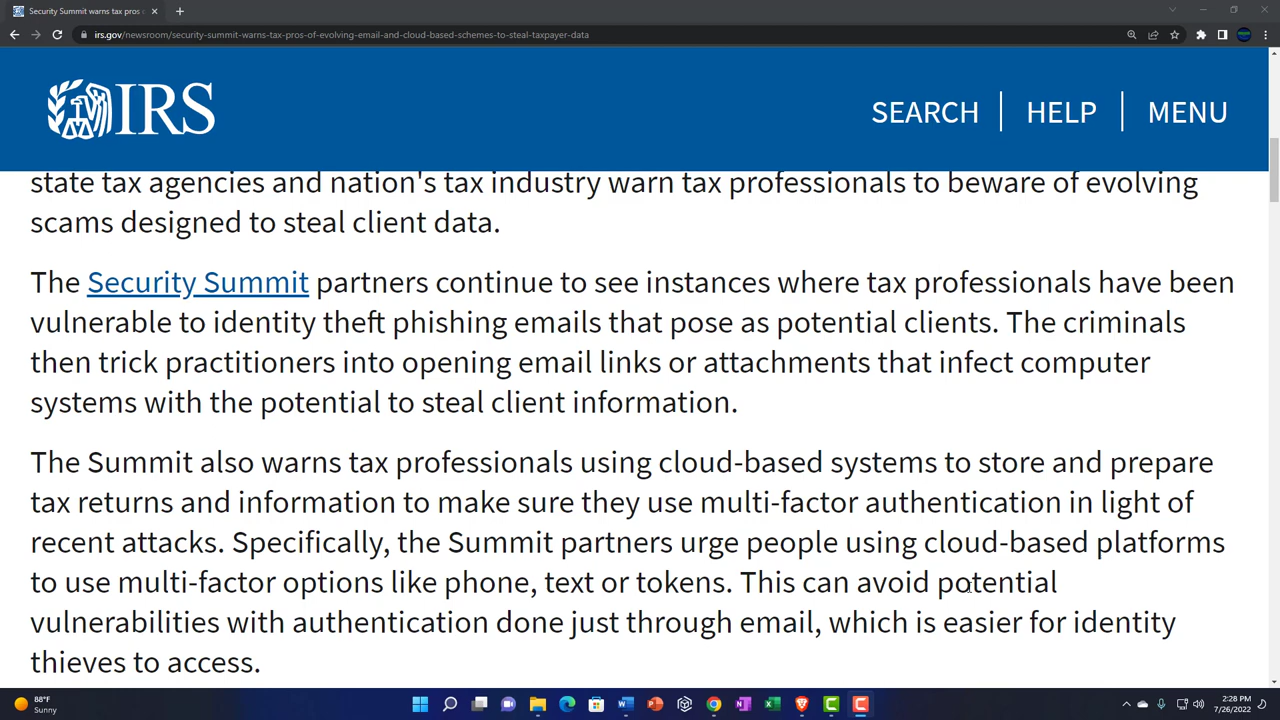 Security Summit warns tax pros
irs.gov/newsroom/security-summit-warns-tax-pros-of-evolving-email-and-cloud-based-schemes-to-steal-taxpayer-data
IRS
SEARCH | HELP | MENU
state tax agencies and nation's tax industry warn tax professionals to beware of evolving
scams designed to steal client data.
The Security Summit partners continue to see instances where tax professionals have been
vulnerable to identity theft phishing emails that pose as potential clients. The criminals
then trick practitioners into opening email links or attachments that infect computer
systems with the potential to steal client information.
The Summit also warns tax professionals using cloud-based systems to store and prepare
tax returns and information to make sure they use multi-factor authentication in light of
recent attacks. Specifically, the Summit partners urge people using cloud-based platforms
to use multi-factor options like phone, text or tokens. This can avoid potential
vulnerabilities with authentication done just through email, which is easier for identity
thieves to access.
88°F
Sunny
2:28 PM
7/26/2022